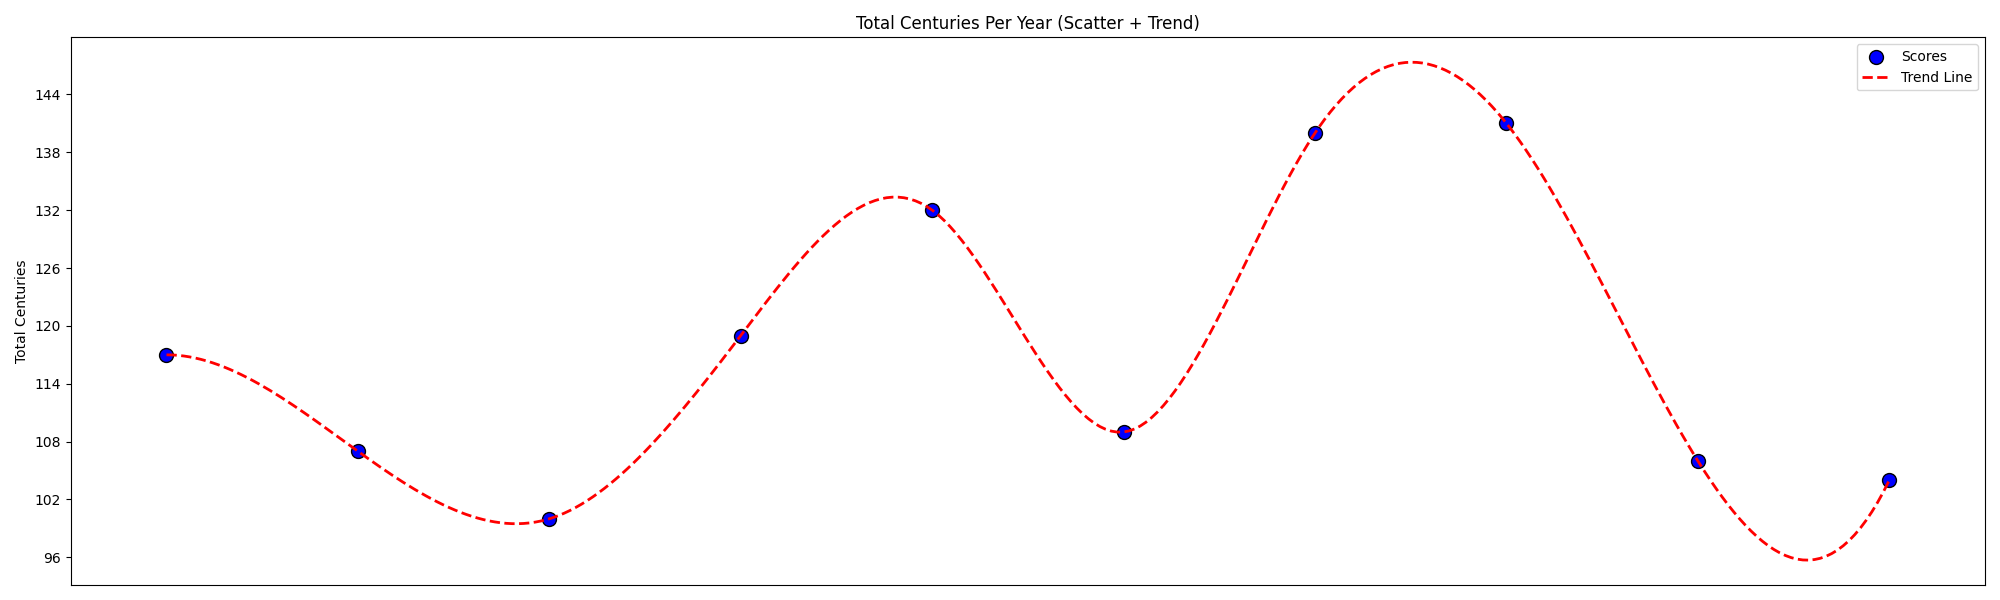 Total Centuries Per Year (Scatter + Trend)
Scores
Trend Line
Total Centuries
144
138
132
126
120
114
108
102
96